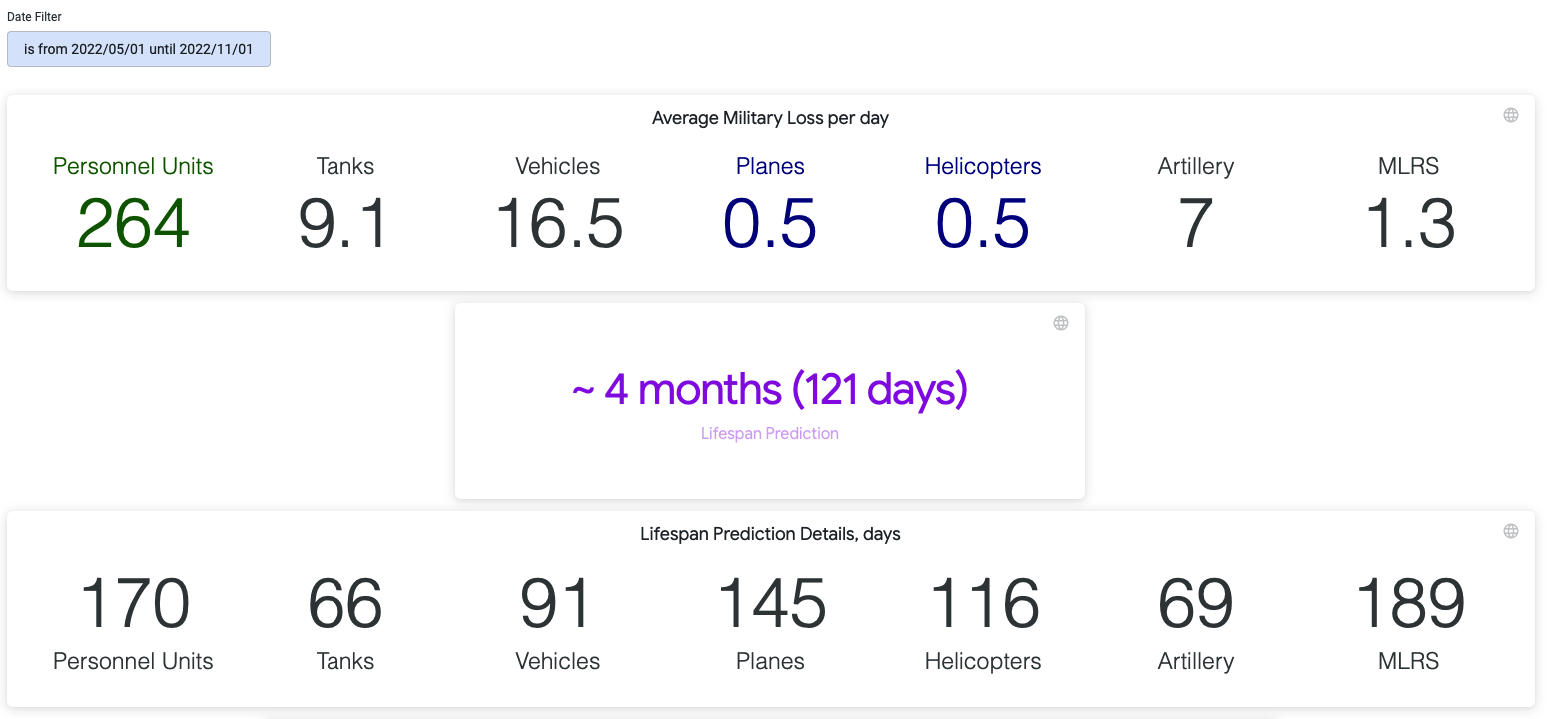 Date Filter
is from 2022/05/01 until 2022/11/01
Average Military Loss per day
Personnel Units Tanks Vehicles Planes Helicopters Artillery MLRS
264 9.1 16.5 0.5 0.5 7 1.3
~ 4 months (121 days)
Lifespan Prediction
Lifespan Prediction Details, days
170 66 91 145 116 69 189
Personnel Units Tanks Vehicles Planes Helicopters Artillery MLRS